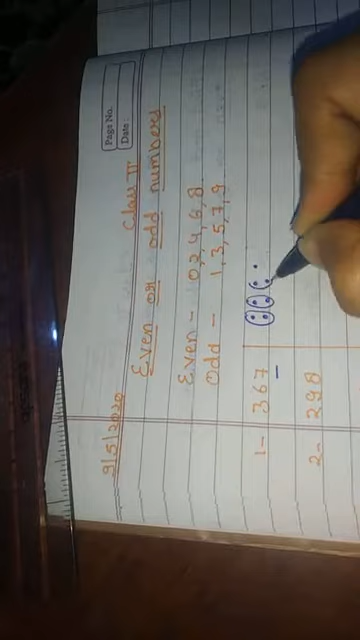 Page No.
Date :
Class II
9/5/2020
Even or odd numbers
Even - 0,2,4,6,8
Odd - 1,3,5,7,9
1- 367
2- 298